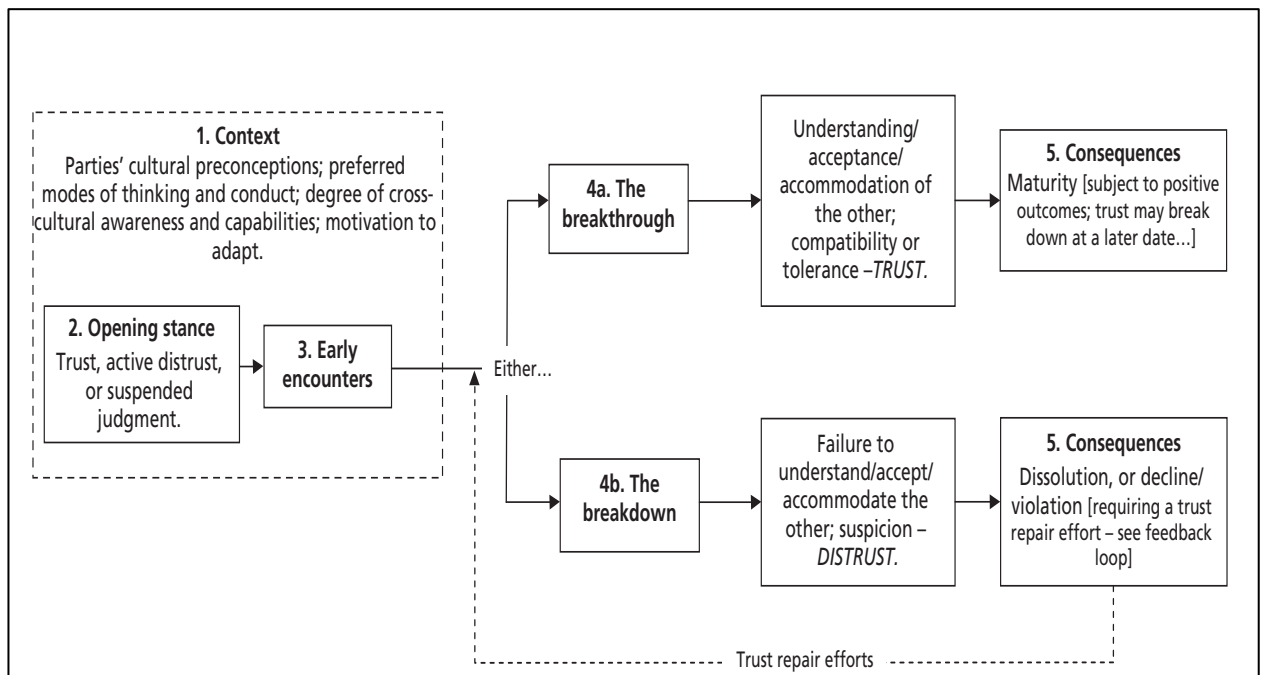 1. Context
Parties’ cultural preconceptions; preferred
modes of thinking and conduct; degree of cross-
cultural awareness and capabilities; motivation to
adapt.
2. Opening stance
Trust, active distrust,
or suspended
judgment.
3. Early
encounters
Either…
4a. The
breakthrough
Understanding/
acceptance/
accommodation of
the other;
compatibility or
tolerance –TRUST.
5. Consequences
Maturity [subject to positive
outcomes; trust may break
down at a later date…]
4b. The
breakdown
Failure to
understand/accept/
accommodate the
other; suspicion –
DISTRUST.
5. Consequences
Dissolution, or decline/
violation [requiring a trust
repair effort – see feedback
loop]
Trust repair efforts